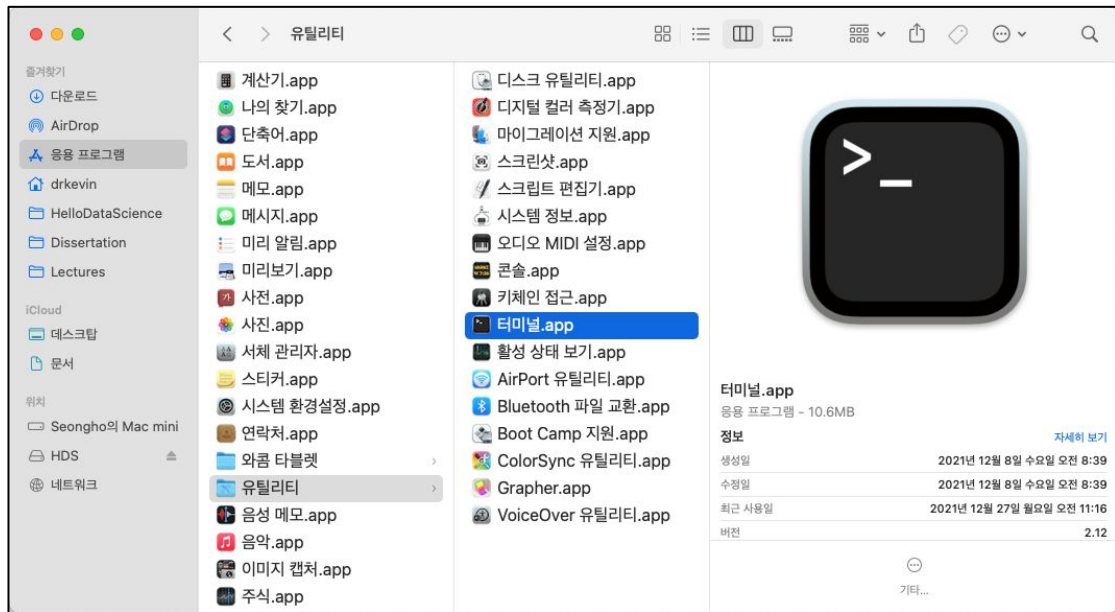 유틸리티
즐겨찾기
다운로드
AirDrop
응용 프로그램
drkevin
HelloDataScience
Dissertation
Lectures
iCloud
데스크탑
문서
위치
Seongho의 Mac mini
HDS
네트워크
계산기.app
나의 찾기.app
단축어.app
도서.app
메모.app
메시지.app
미리 알림.app
미리보기.app
사전.app
사진.app
서체 관리자.app
스티커.app
시스템 환경설정.app
연락처.app
와콤 타블렛
유틸리티
음성 메모.app
음악.app
이미지 캡처.app
주식.app
디스크 유틸리티.app
디지털 컬러 측정기.app
마이그레이션 지원.app
스크린샷.app
스크립트 편집기.app
시스템 정보.app
오디오 MIDI 설정.app
콘솔.app
키체인 접근.app
터미널.app
활성 상태 보기.app
AirPort 유틸리티.app
Bluetooth 파일 교환.app
Boot Camp 지원.app
ColorSync 유틸리티.app
Grapher.app
VoiceOver 유틸리티.app
>_
터미널.app
응용 프로그램 - 10.6MB
정보 자세히 보기
생성일 2021년 12월 8일 수요일 오전 8:39
수정일 2021년 12월 8일 수요일 오전 8:39
최근 사용일 2021년 12월 27일 월요일 오전 11:16
버전 2.12
기타...